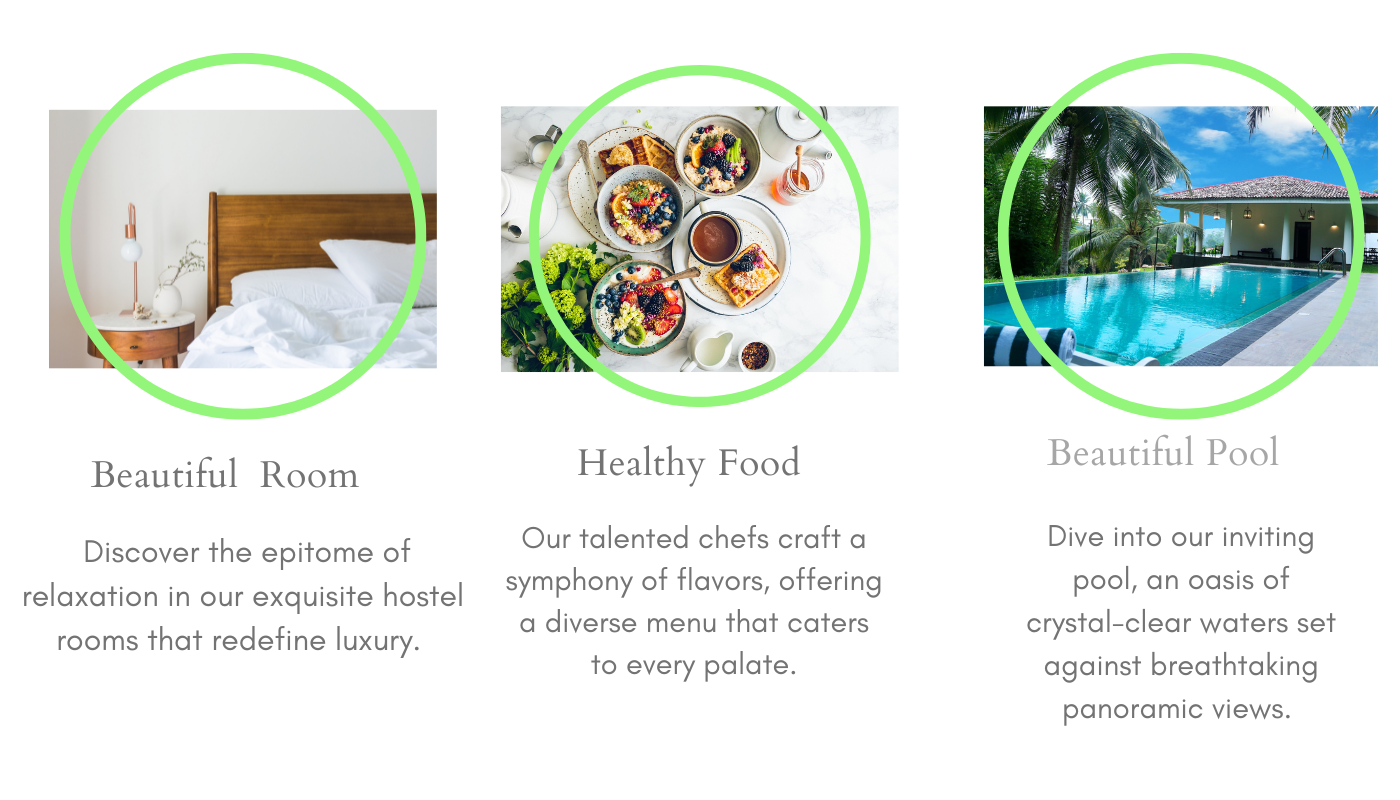 Beautiful  Room
Discover the epitome of
relaxation in our exquisite hostel
rooms that redefine luxury.
Healthy Food
Our talented chefs craft a
symphony of flavors, offering
a diverse menu that caters
to every palate.
Beautiful Pool
Dive into our inviting
pool, an oasis of
crystal-clear waters set
against breathtaking
panoramic views.